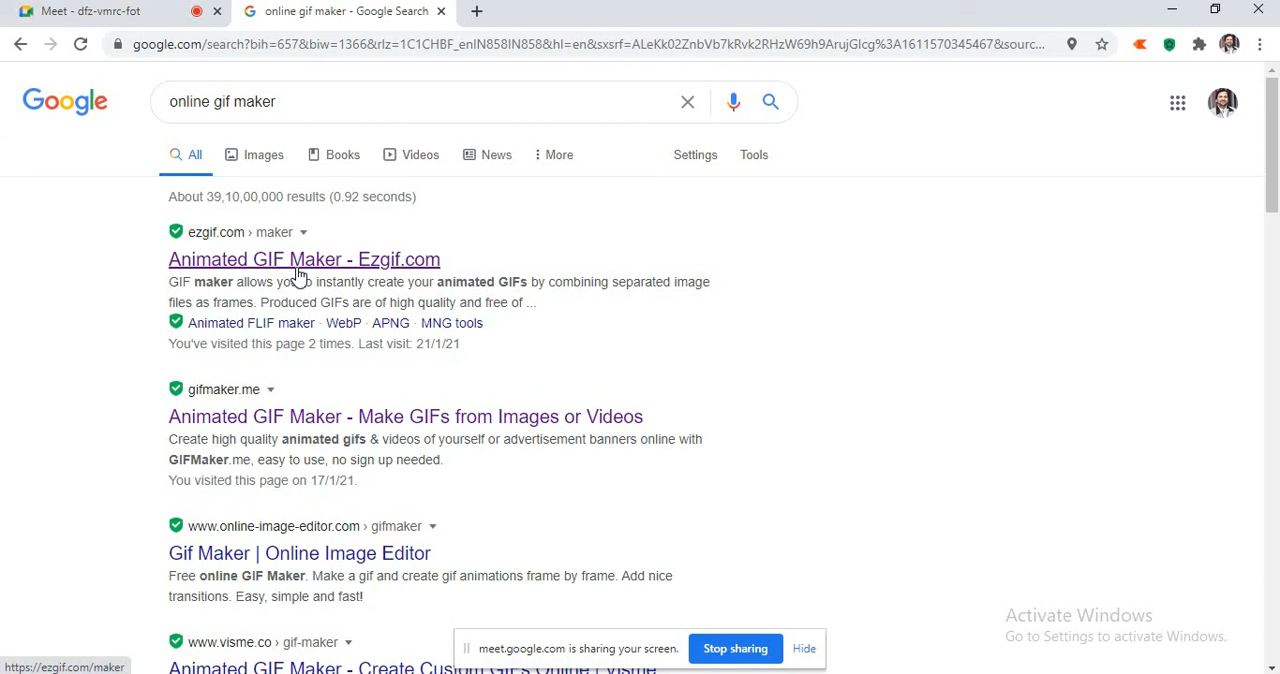 Meet - dfz-vmrc-fot
online gif maker - Google Search
google.com/search?bih=657&biw=1366&rlz=1C1CHBF_enIN858IN858&hl=en&sxsrf=ALeKk02ZnbVb7kRvk2RHzW69h9ArujGlcg%3A1611570345467&sourc...
Google
online gif maker
All Images Books Videos News More Settings Tools
About 39,10,00,000 results (0.92 seconds)
ezgif.com › maker
Animated GIF Maker - Ezgif.com
GIF maker allows to instantly create your animated GIFs by combining separated image
files as frames. Produced GIFs are of high quality and free of ...
Animated FLIF maker · WebP · APNG · MNG tools
You've visited this page 2 times. Last visit: 21/1/21
gifmaker.me
Animated GIF Maker - Make GIFs from Images or Videos
Create high quality animated gifs & videos of yourself or advertisement banners online with
GIFMaker.me, easy to use, no sign up needed.
You visited this page on 17/1/21.
www.online-image-editor.com › gifmaker
Gif Maker | Online Image Editor
Free online GIF Maker. Make a gif and create gif animations frame by frame. Add nice
transitions. Easy, simple and fast!
www.visme.co › gif-maker
Animated GIF Maker - Create Custom GIFs Online | Visme
meet.google.com is sharing your screen. Stop sharing Hide
Activate Windows
Go to Settings to activate Windows.
https://ezgif.com/maker